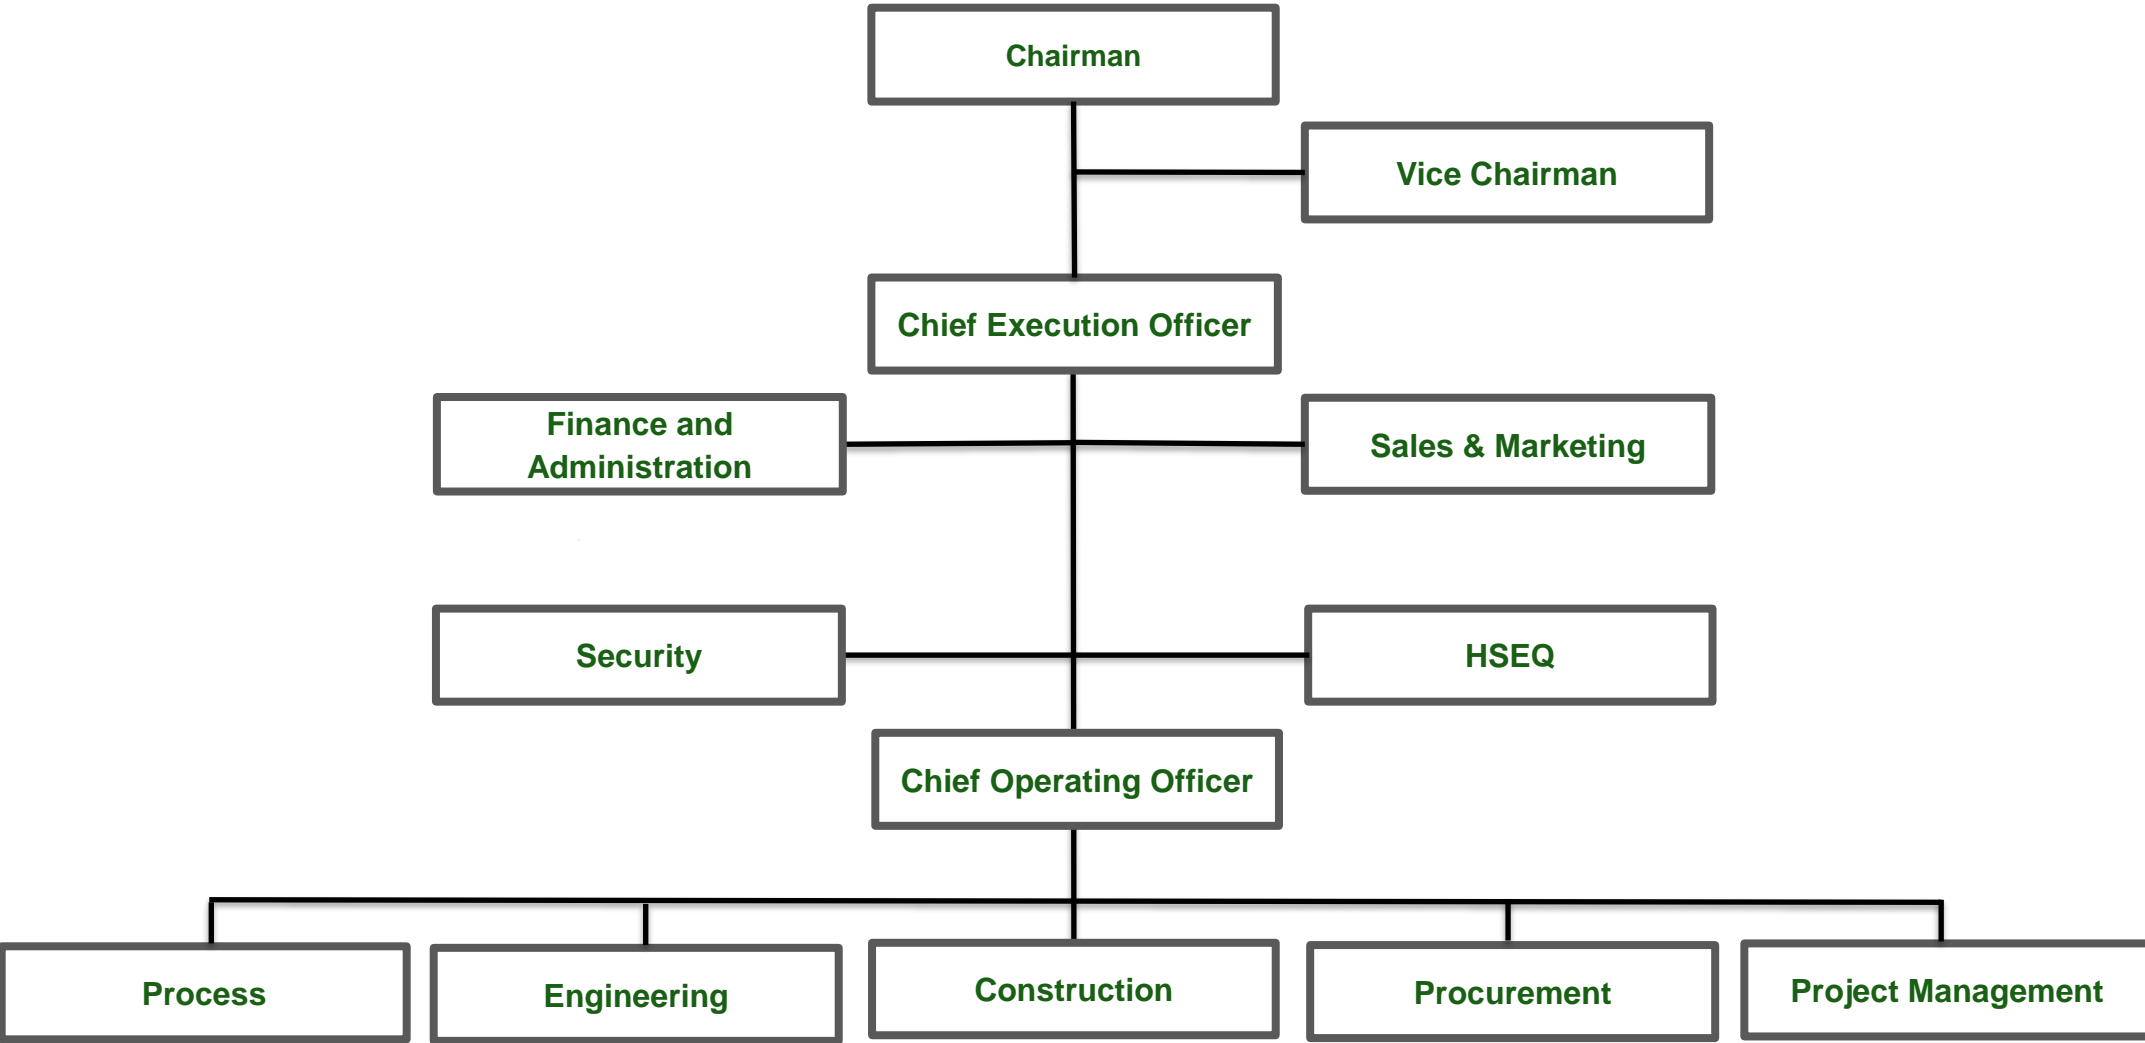 Chairman
Vice Chairman
Chief Execution Officer
Finance and
Administration
Sales & Marketing
Security
HSEQ
Chief Operating Officer
Process
Engineering
Construction
Procurement
Project Management